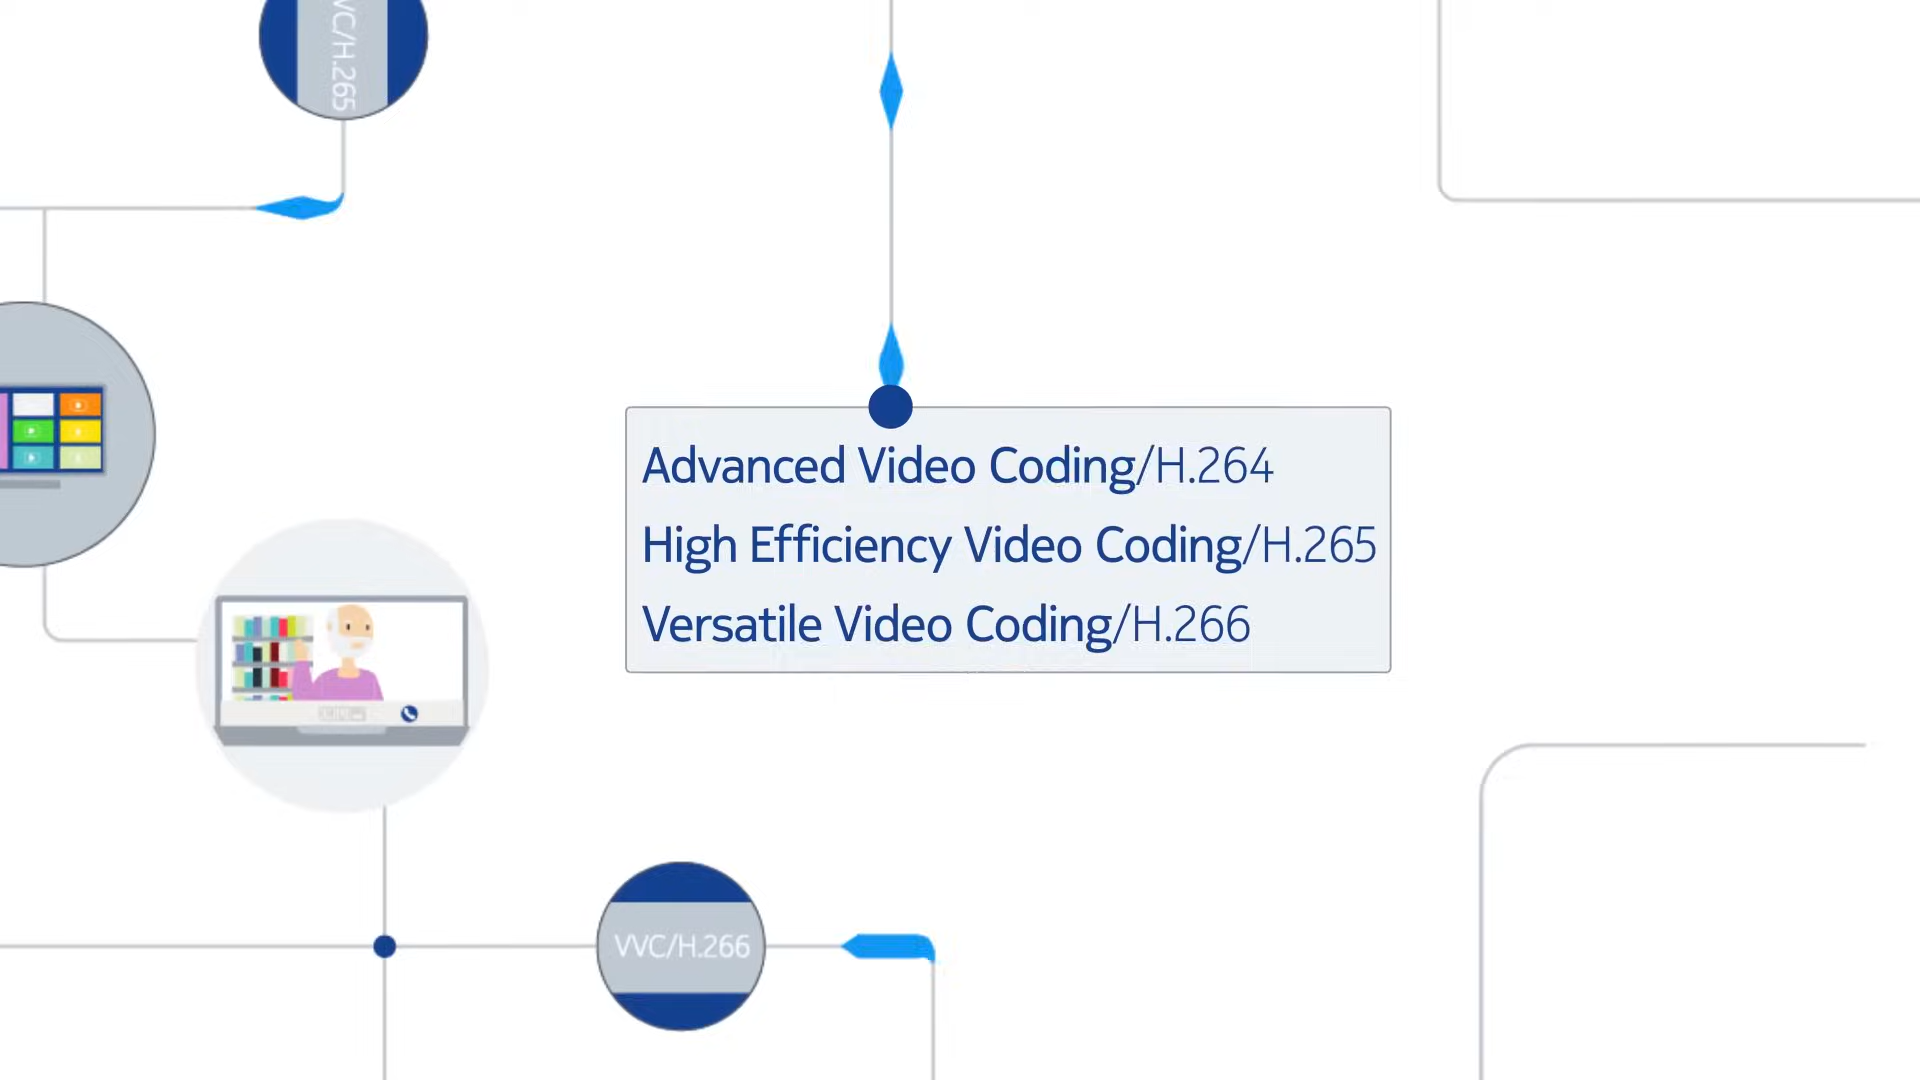 VC/H.265
Advanced Video Coding/H.264
High Efficiency Video Coding/H.265
Versatile Video Coding/H.266
VVC/H.266